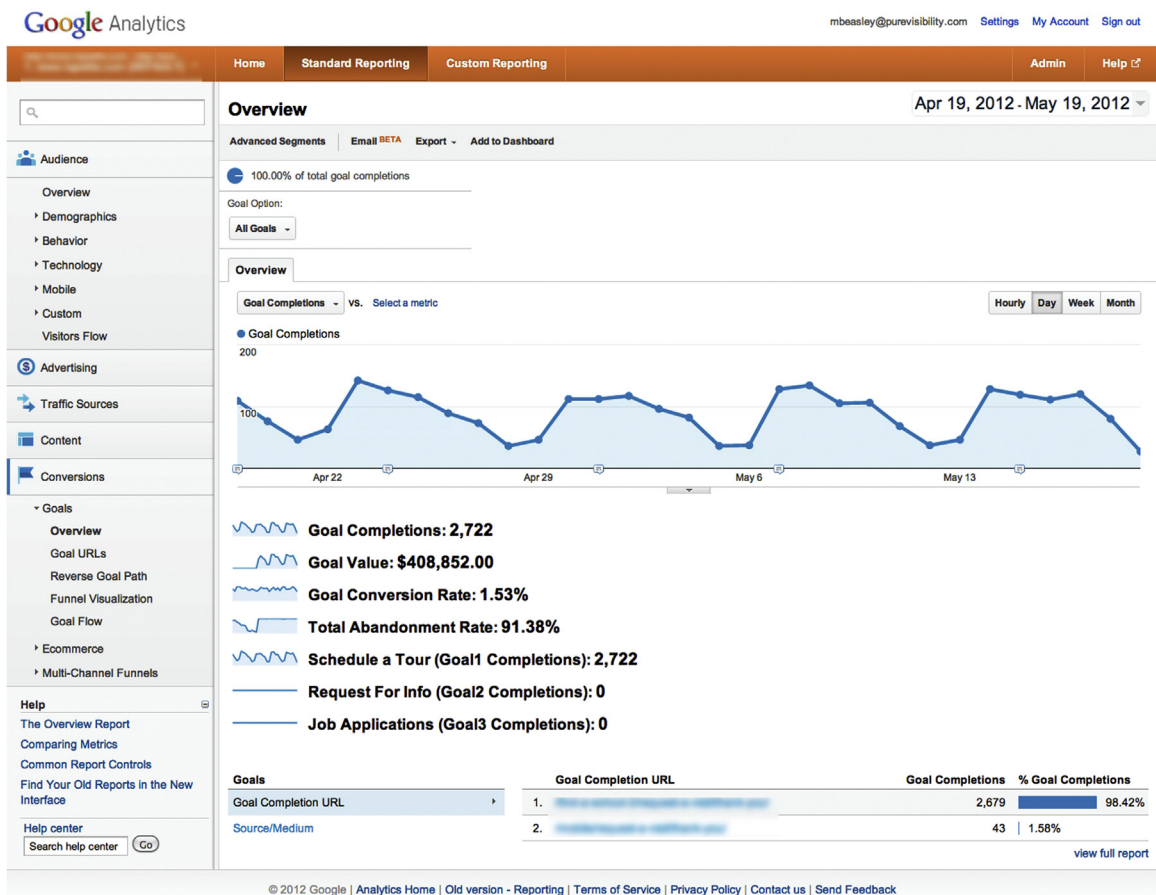 Google Analytics
mbeasley@purevisibility.com Settings My Account Sign out
Home Standard Reporting Custom Reporting Admin Help
Overview
Apr 19, 2012 - May 19, 2012
Advanced Segments Email BETA Export Add to Dashboard
100.00% of total goal completions
Goal Option:
All Goals
Overview
Goal Completions vs. Select a metric
Hourly Day Week Month
Goal Completions
200
100
Apr 22 Apr 29 May 6 May 13
Goal Completions: 2,722
Goal Value: $408,852.00
Goal Conversion Rate: 1.53%
Total Abandonment Rate: 91.38%
Schedule a Tour (Goal1 Completions): 2,722
Request For Info (Goal2 Completions): 0
Job Applications (Goal3 Completions): 0
Goals
Goal Completion URL
Source/Medium
Goal Completion URL Goal Completions % Goal Completions
1. 2,679 98.42%
2. 43 1.58%
view full report
Audience
Overview
Demographics
Behavior
Technology
Mobile
Custom
Visitors Flow
Advertising
Traffic Sources
Content
Conversions
Goals
Overview
Goal URLs
Reverse Goal Path
Funnel Visualization
Goal Flow
Ecommerce
Multi-Channel Funnels
Help
The Overview Report
Comparing Metrics
Common Report Controls
Find Your Old Reports in the New
Interface
Help center
Search help center Go
© 2012 Google | Analytics Home | Old version - Reporting | Terms of Service | Privacy Policy | Contact us | Send Feedback